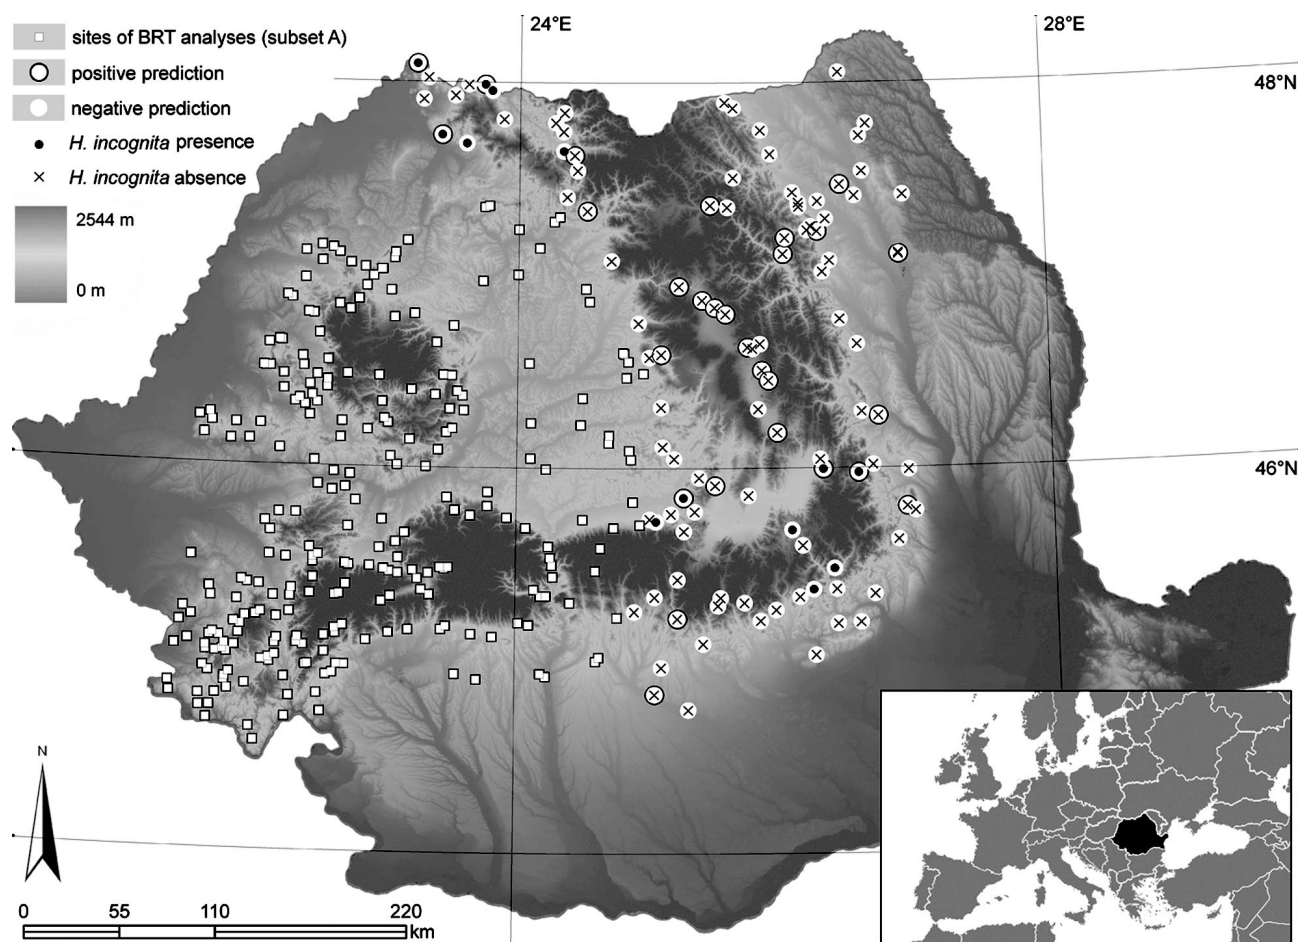 24°E
28°E
sites of BRT analyses (subset A)
positive prediction
48°N
negative prediction
H. incognita presence
H. incognita absence
2544 m
0 m
46°N
N
0 55 110 220
km